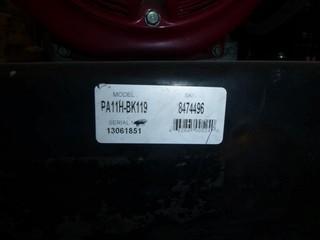 MODEL SKU
PA11H-BK119 8474496
SERIAL
13061851